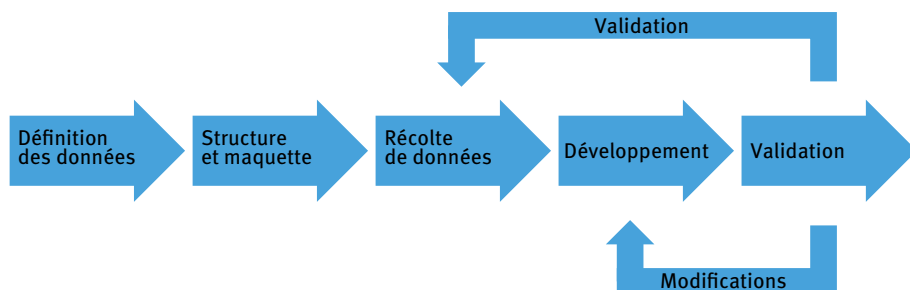 Validation
Définition
des données
Structure
et maquette
Récolte
de données
Développement
Validation
Modifications